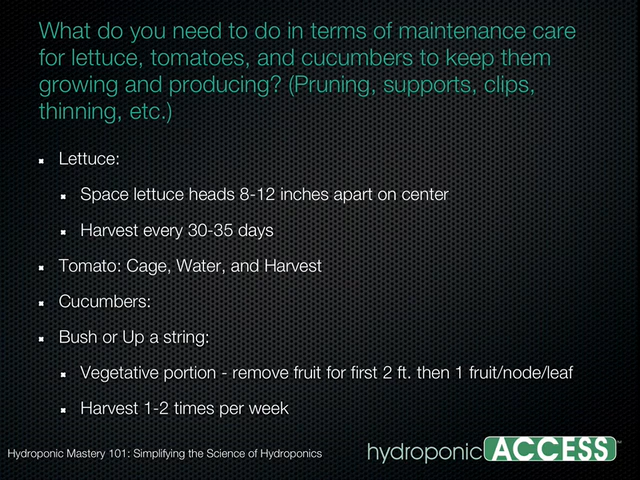 What do you need to do in terms of maintenance care
for lettuce, tomatoes, and cucumbers to keep them
growing and producing? (Pruning, supports, clips,
thinning, etc.)
Lettuce:
Space lettuce heads 8-12 inches apart on center
Harvest every 30-35 days
Tomato: Cage, Water, and Harvest
Cucumbers:
Bush or Up a string:
Vegetative portion - remove fruit for first 2 ft. then 1 fruit/node/leaf
Harvest 1-2 times per week
Hydroponic Mastery 101: Simplifying the Science of Hydroponics
hydroponic ACCESS™